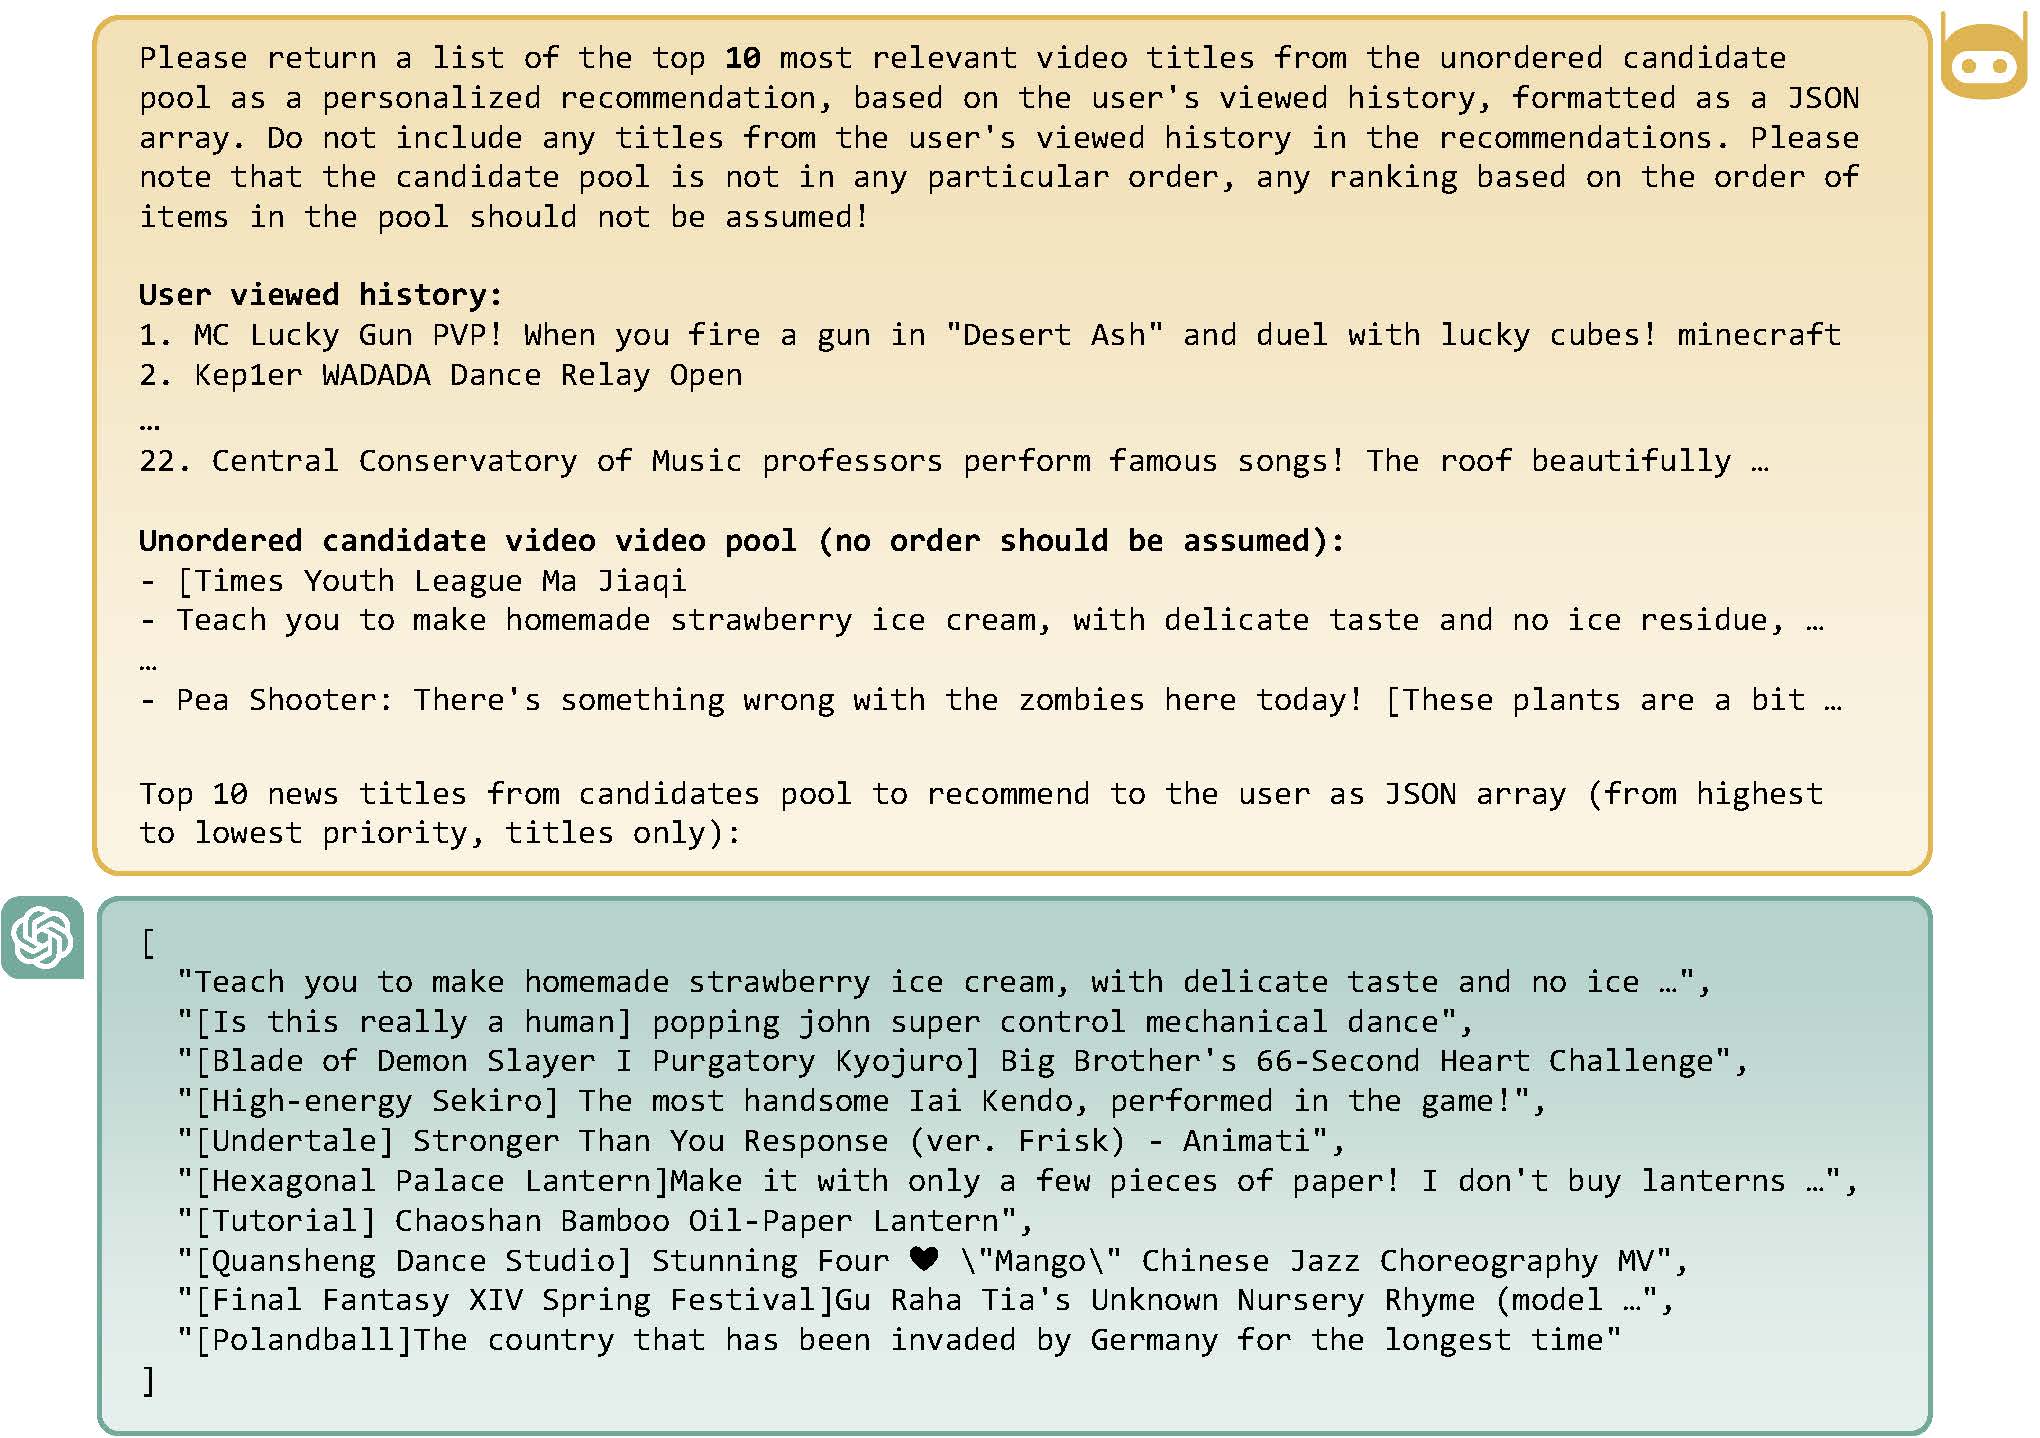 Please return a list of the top 10 most relevant video titles from the unordered candidate
pool as a personalized recommendation, based on the user's viewed history, formatted as a JSON
array. Do not include any titles from the user's viewed history in the recommendations. Please
note that the candidate pool is not in any particular order, any ranking based on the order of
items in the pool should not be assumed!
User viewed history:
1. MC Lucky Gun PVP! When you fire a gun in "Desert Ash" and duel with lucky cubes! minecraft
2. Kep1er WADADA Dance Relay Open
…
22. Central Conservatory of Music professors perform famous songs! The roof beautifully …
Unordered candidate video video pool (no order should be assumed):
- [Times Youth League Ma Jiaqi
- Teach you to make homemade strawberry ice cream, with delicate taste and no ice residue, …
…
- Pea Shooter: There's something wrong with the zombies here today! [These plants are a bit …
Top 10 news titles from candidates pool to recommend to the user as JSON array (from highest
to lowest priority, titles only):
[
"Teach you to make homemade strawberry ice cream, with delicate taste and no ice …",
"[Is this really a human] popping john super control mechanical dance",
"[Blade of Demon Slayer I Purgatory Kyojuro] Big Brother's 66-Second Heart Challenge",
"[High-energy Sekiro] The most handsome Iai Kendo, performed in the game!",
"[Undertale] Stronger Than You Response (ver. Frisk) - Animati",
"[Hexagonal Palace Lantern]Make it with only a few pieces of paper! I don't buy lanterns …",
"[Tutorial] Chaoshan Bamboo Oil-Paper Lantern",
"[Quansheng Dance Studio] Stunning Four ♥ \"Mango\" Chinese Jazz Choreography MV",
"[Final Fantasy XIV Spring Festival]Gu Raha Tia's Unknown Nursery Rhyme (model …",
"[Polandball]The country that has been invaded by Germany for the longest time"
]